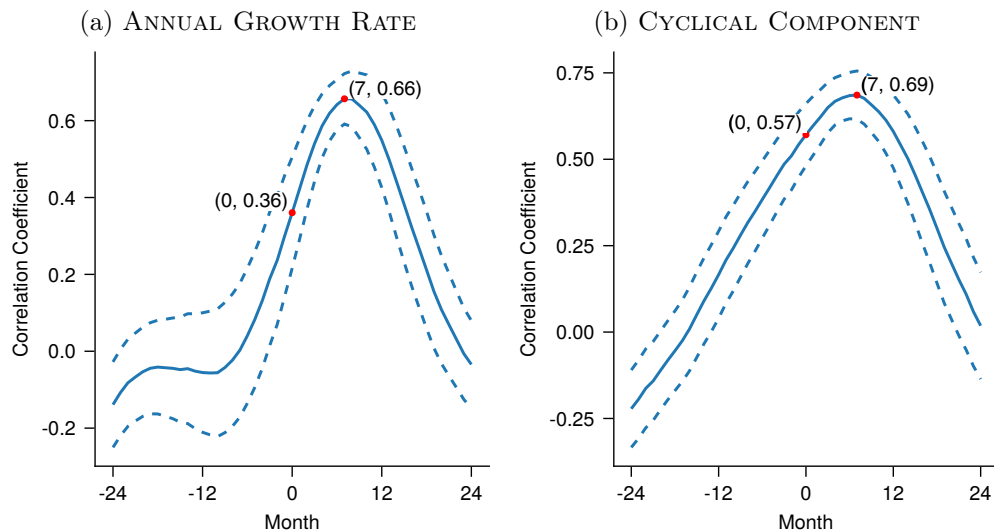 (a) ANNUAL GROWTH RATE
Correlation Coefficient
0.6
0.4
0.2
0.0
-0.2
(7, 0.66)
(0, 0.36)
-24 -12 0 12 24
Month
(b) CYCLICAL COMPONENT
Correlation Coefficient
0.75
0.50
0.25
0.00
-0.25
(7, 0.69)
(0, 0.57)
-24 -12 0 12 24
Month